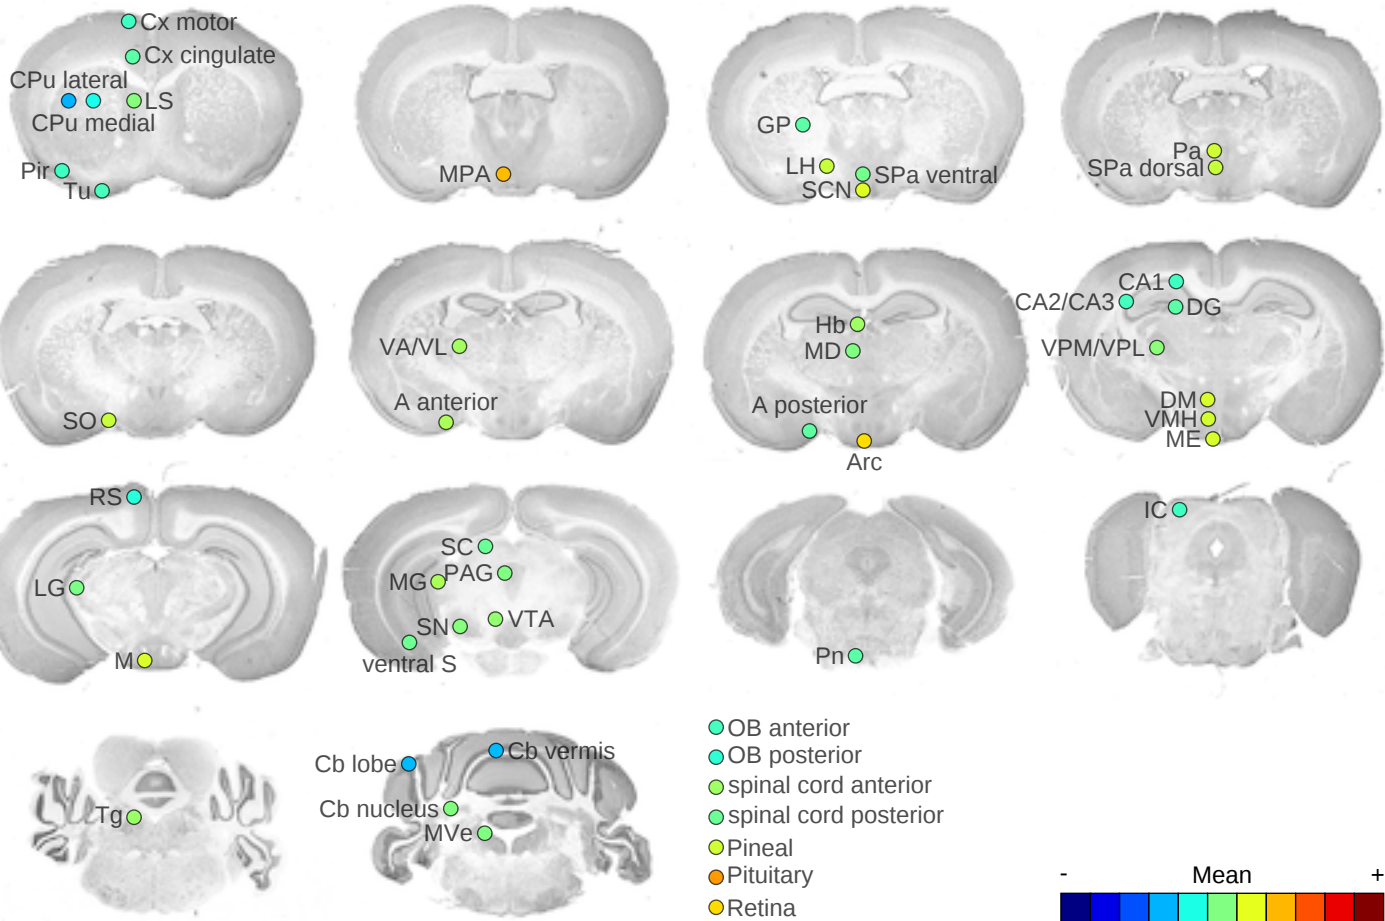 Cx motor
Cx cingulate
CPu lateral
LS
CPu medial
Pir
Tu
MPA
GP
LH
SPa ventral
SCN
Pa
SPa dorsal
SO
VA/VL
A anterior
Hb
MD
A posterior
Arc
CA1
CA2/CA3
DG
VPM/VPL
DM
VMH
ME
RS
LG
M
SC
MG
PAG
SN
VTA
ventral S
Pn
IC
Tg
Cb lobe
Cb vermis
Cb nucleus
MVe
OB anterior
OB posterior
spinal cord anterior
spinal cord posterior
Pineal
Pituitary
Retina
- Mean +